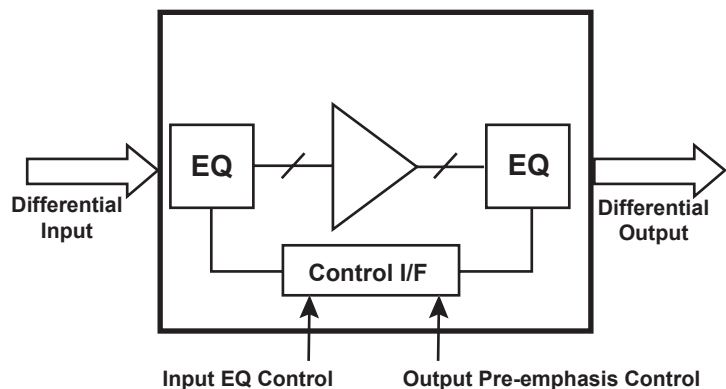 EQ
EQ
Differential
Input
Differential
Output
Control I/F
Input EQ Control
Output Pre-emphasis Control